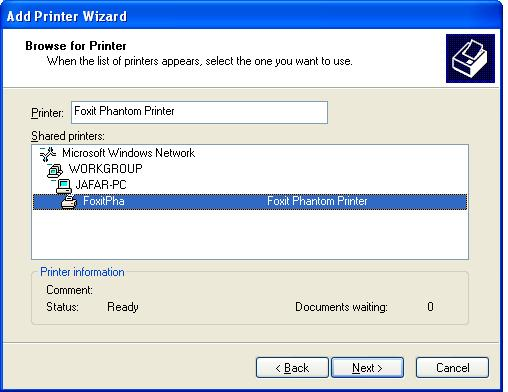 Add Printer Wizard
Browse for Printer
When the list of printers appears, select the one you want to use.
Printer: Foxit Phantom Printer
Shared printers:
Microsoft Windows Network
WORKGROUP
JAFAR-PC
FoxitPha Foxit Phantom Printer
Printer information
Comment:
Status: Ready Documents waiting: 0
< Back Next > Cancel